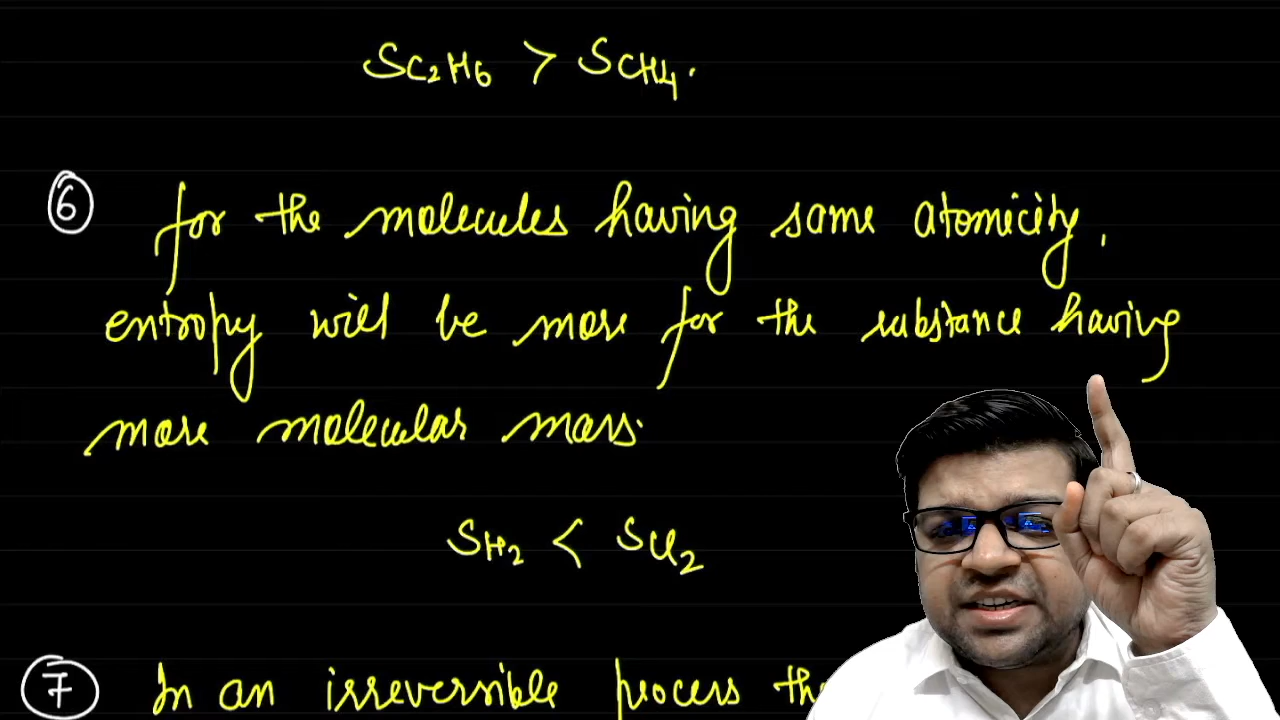 SC2H6 > SCH4.
6 for the molecules having same atomicity,
entropy will be more for the substance having
more molecular mass.
SH2 < SCl2
7 In an irreversible process the